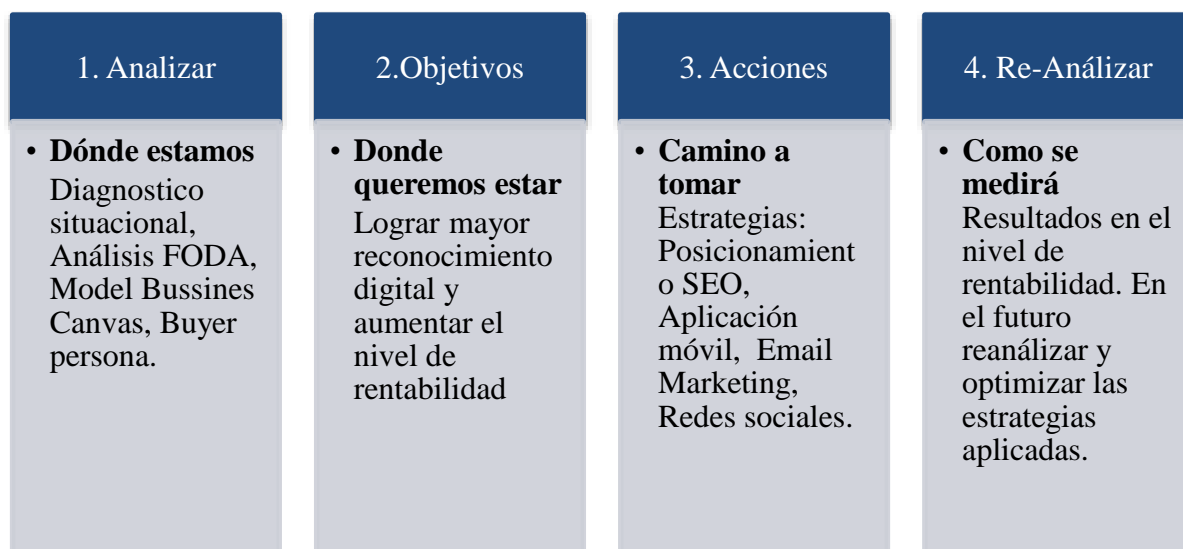 1. Analizar
• Dónde estamos
Diagnostico
situacional,
Análisis FODA,
Model Bussines
Canvas, Buyer
persona.
2.Objetivos
• Donde
queremos estar
Lograr mayor
reconocimiento
digital y
aumentar el
nivel de
rentabilidad
3. Acciones
• Camino a
tomar
Estrategias:
Posicionamient
o SEO,
Aplicación
móvil, Email
Marketing,
Redes sociales.
4. Re-Análizar
• Como se
medirá
Resultados en el
nivel de
rentabilidad. En
el futuro
reanálizar y
optimizar las
estrategias
aplicadas.